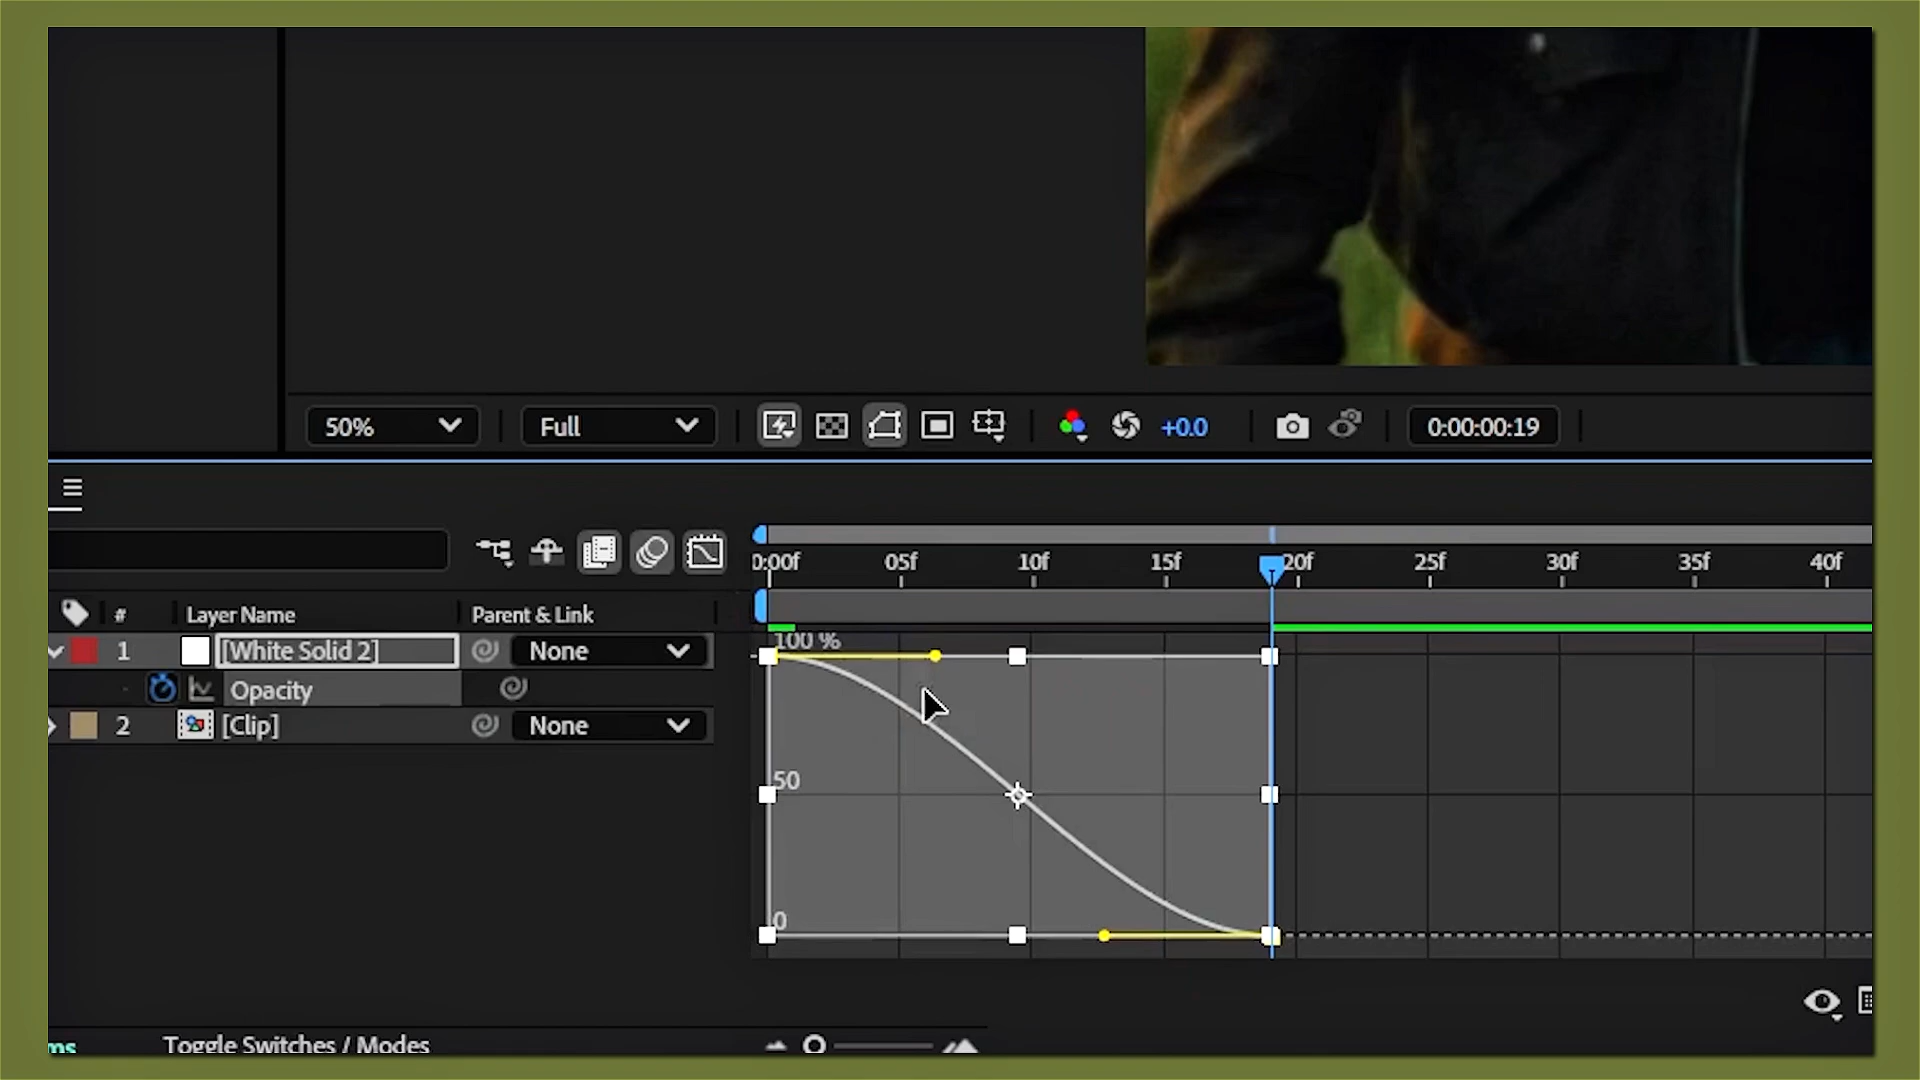 50%
Full
+0.0
0:00:00:19
0:00f 05f 10f 15f 20f 25f 30f 35f 40f
# Layer Name Parent & Link
100 %
1 [White Solid 2] None
Opacity
2 [Clip] None
50
0
ms Toggle Switches / Modes